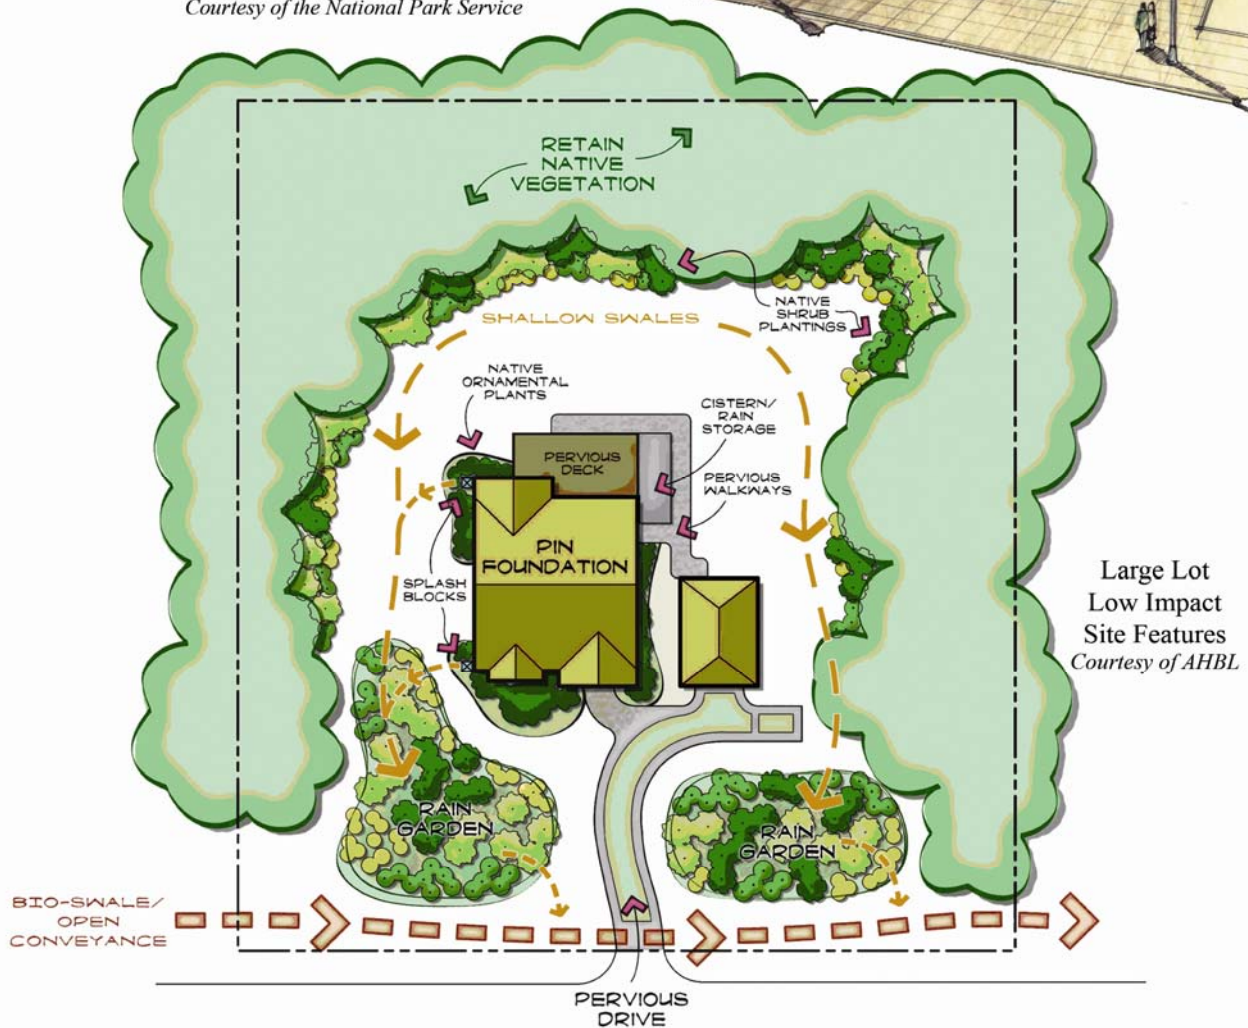 Courtesy of the National Park Service
RETAIN
NATIVE
VEGETATION
SHALLOW SWALES
NATIVE
SHRUB
PLANTINGS
NATIVE
ORNAMENTAL
PLANTS
CISTERN/
RAIN
STORAGE
PERVIOUS
DECK
PERVIOUS
WALKWAYS
PIN
FOUNDATION
SPLASH
BLOCKS
Large Lot
Low Impact
Site Features
Courtesy of AHBL
RAIN
GARDEN
RAIN
GARDEN
BIO-SWALE/
OPEN
CONVEYANCE
PERVIOUS
DRIVE